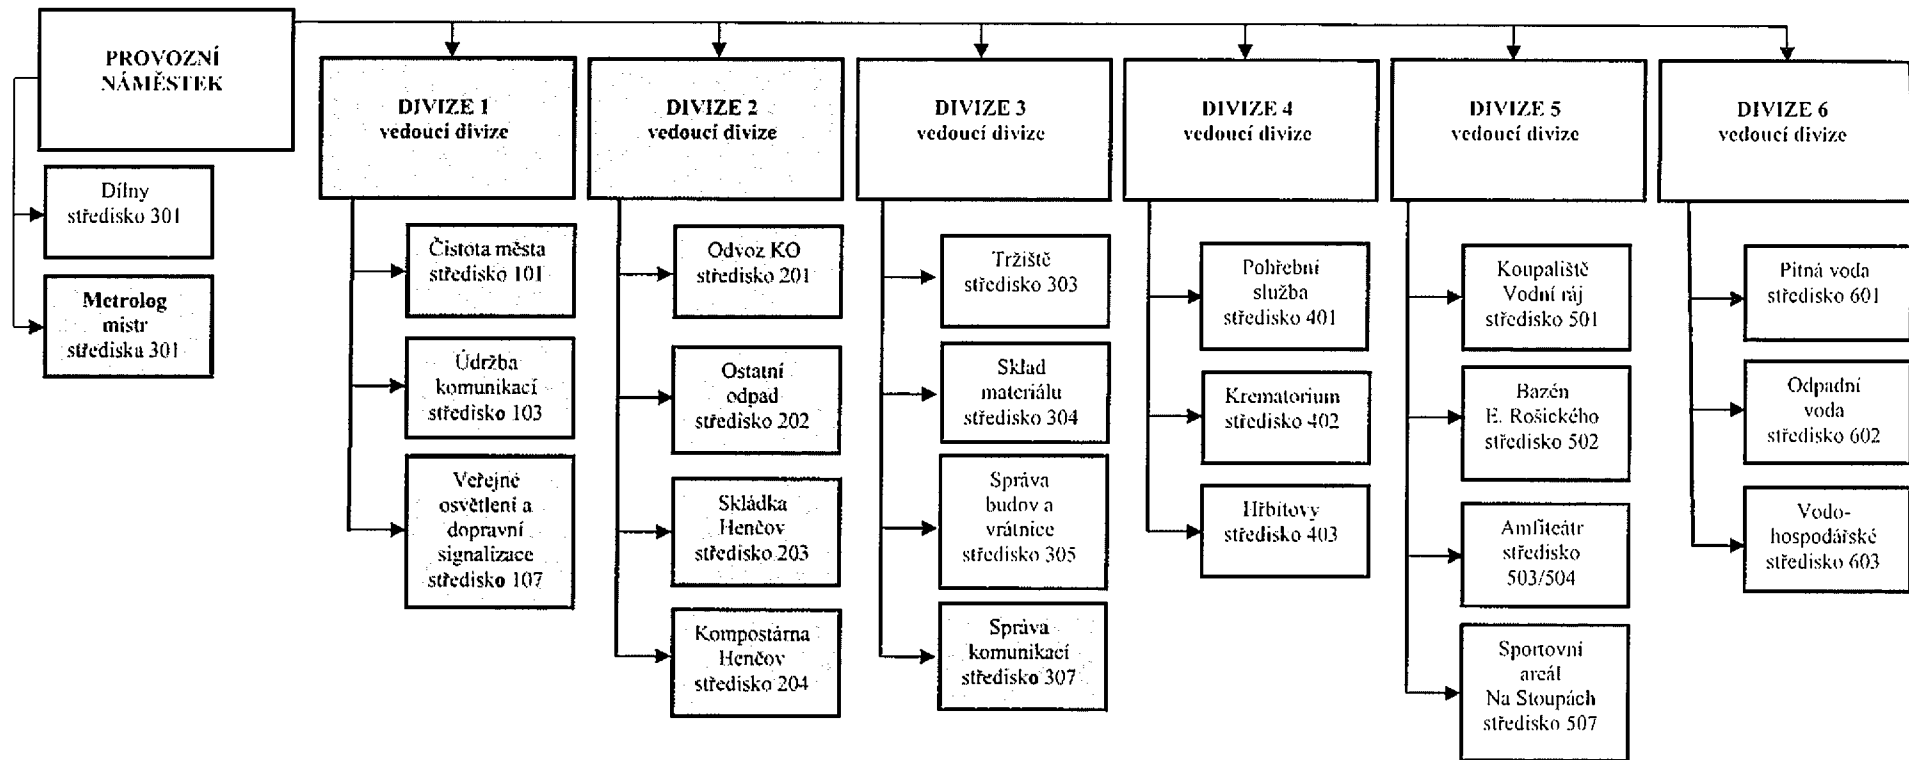 PROVOZNÍ
NÁMĚSTEK
Dílny
středisko 301
Metrolog
mistr
střediska 301
DIVIZE 1
vedoucí divize
Čistota města
středisko 101
Údržba
komunikací
středisko 103
Veřejné
osvětlení a
dopravní
signalizace
středisko 107
DIVIZE 2
vedoucí divize
Odvoz KO
středisko 201
Ostatní
odpad
středisko 202
Skládka
Henčov
středisko 203
Kompostárna
Henčov
středisko 204
DIVIZE 3
vedoucí divize
Tržiště
středisko 303
Sklad
materiálu
středisko 304
Správa
budov a
vrátnice
středisko 305
Správa
komunikací
středisko 307
DIVIZE 4
vedoucí divize
Pohřební
služba
středisko 401
Krematorium
středisko 402
Hřbitovy
středisko 403
DIVIZE 5
vedoucí divize
Koupaliště
Vodní ráj
středisko 501
Bazén
E. Rošického
středisko 502
Amfiteátr
středisko
503/504
Sportovní
areál
Na Stoupách
středisko 507
DIVIZE 6
vedoucí divize
Pitná voda
středisko 601
Odpadní
voda
středisko 602
Vodo-
hospodářské
středisko 603